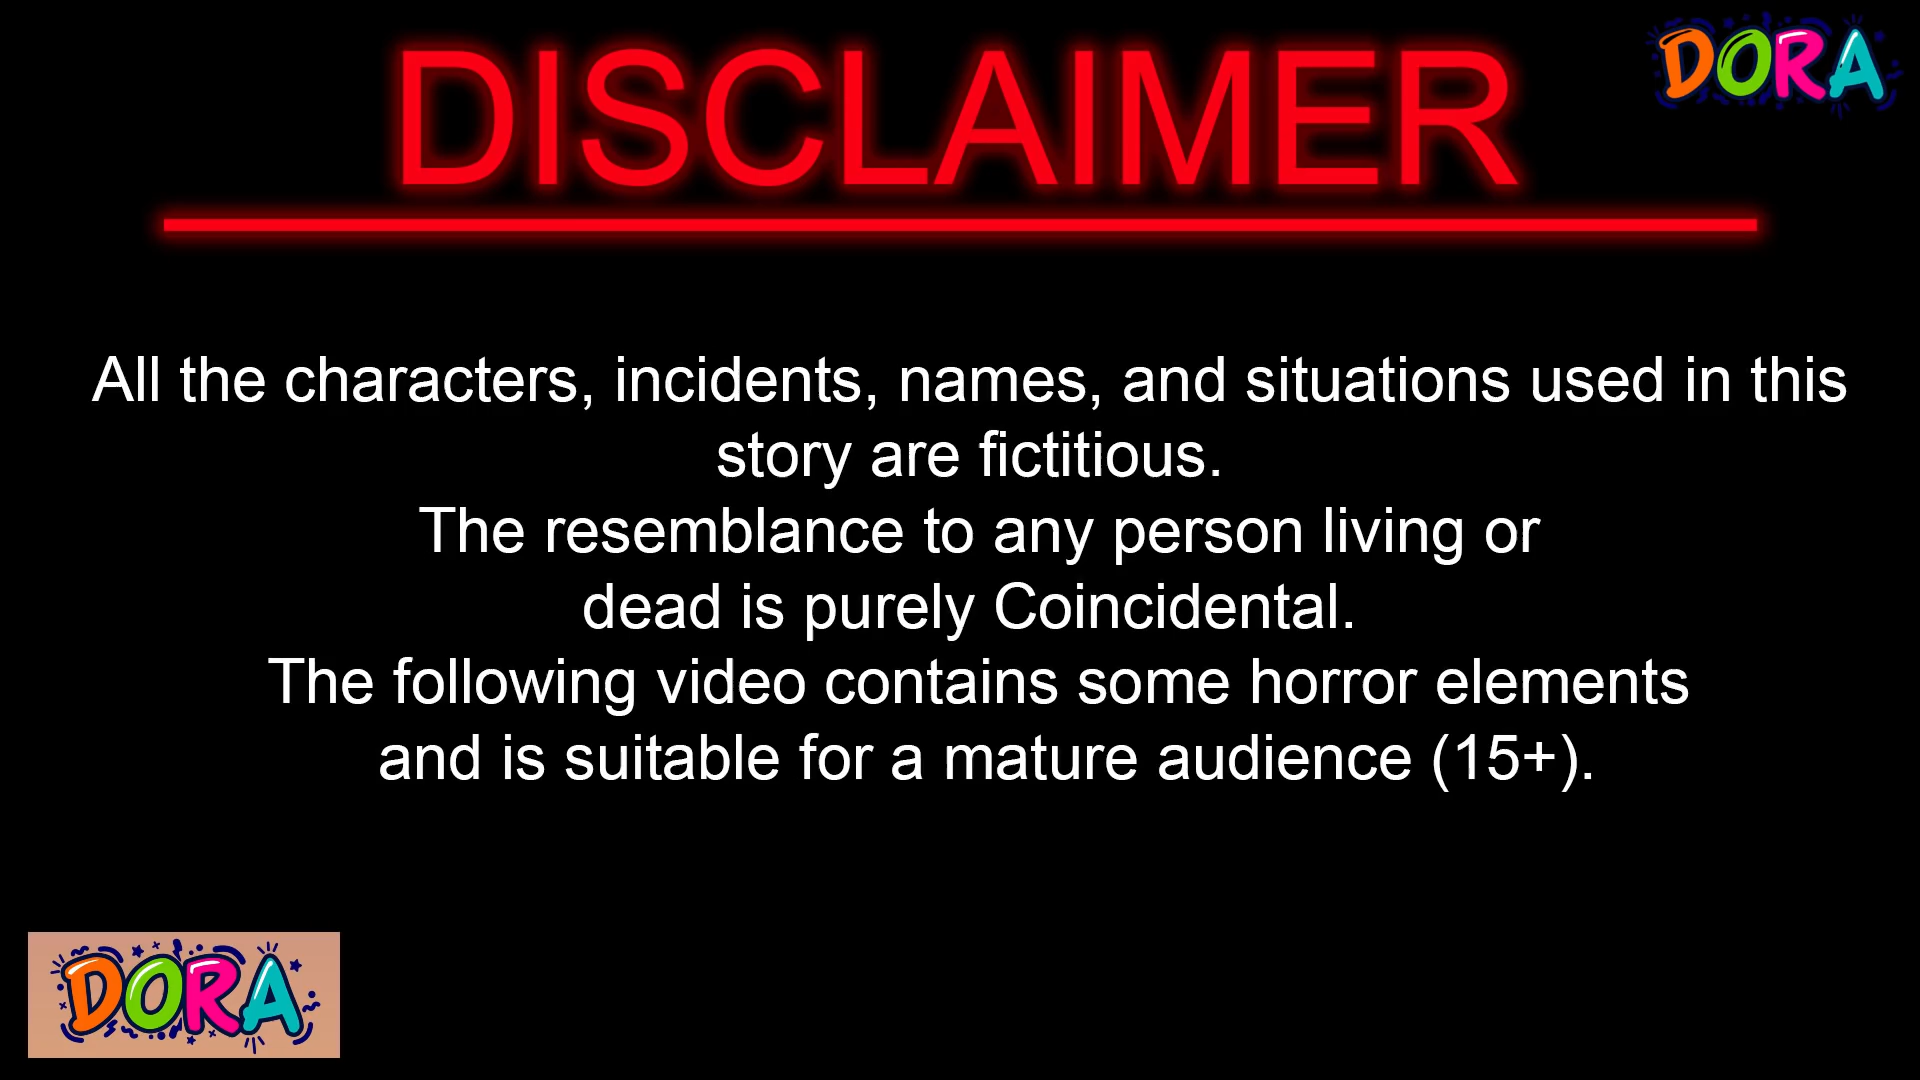 DISCLAIMER
DORA
All the characters, incidents, names, and situations used in this
story are fictitious.
The resemblance to any person living or
dead is purely Coincidental.
The following video contains some horror elements
and is suitable for a mature audience (15+).
DORA